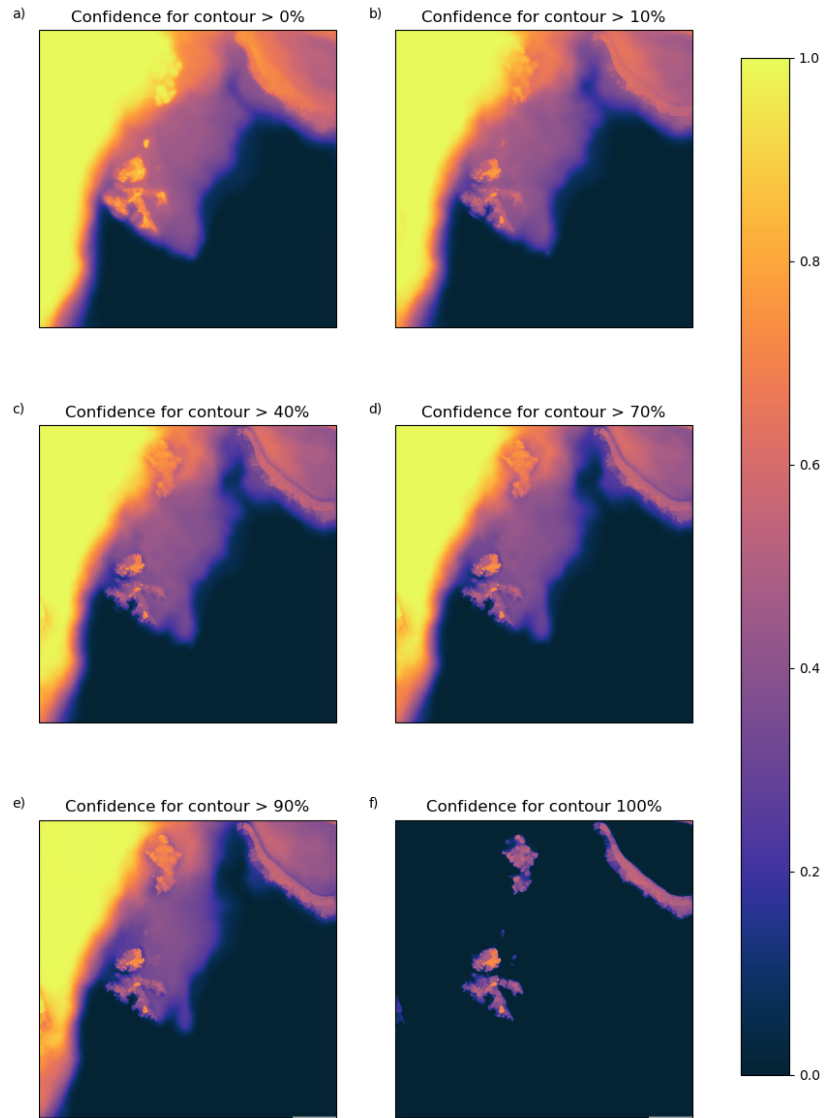 a)
Confidence for contour > 0%
b)
Confidence for contour > 10%
1.0
0.8
c)
Confidence for contour > 40%
d)
Confidence for contour > 70%
0.6
0.4
e)
Confidence for contour > 90%
f)
Confidence for contour 100%
0.2
0.0